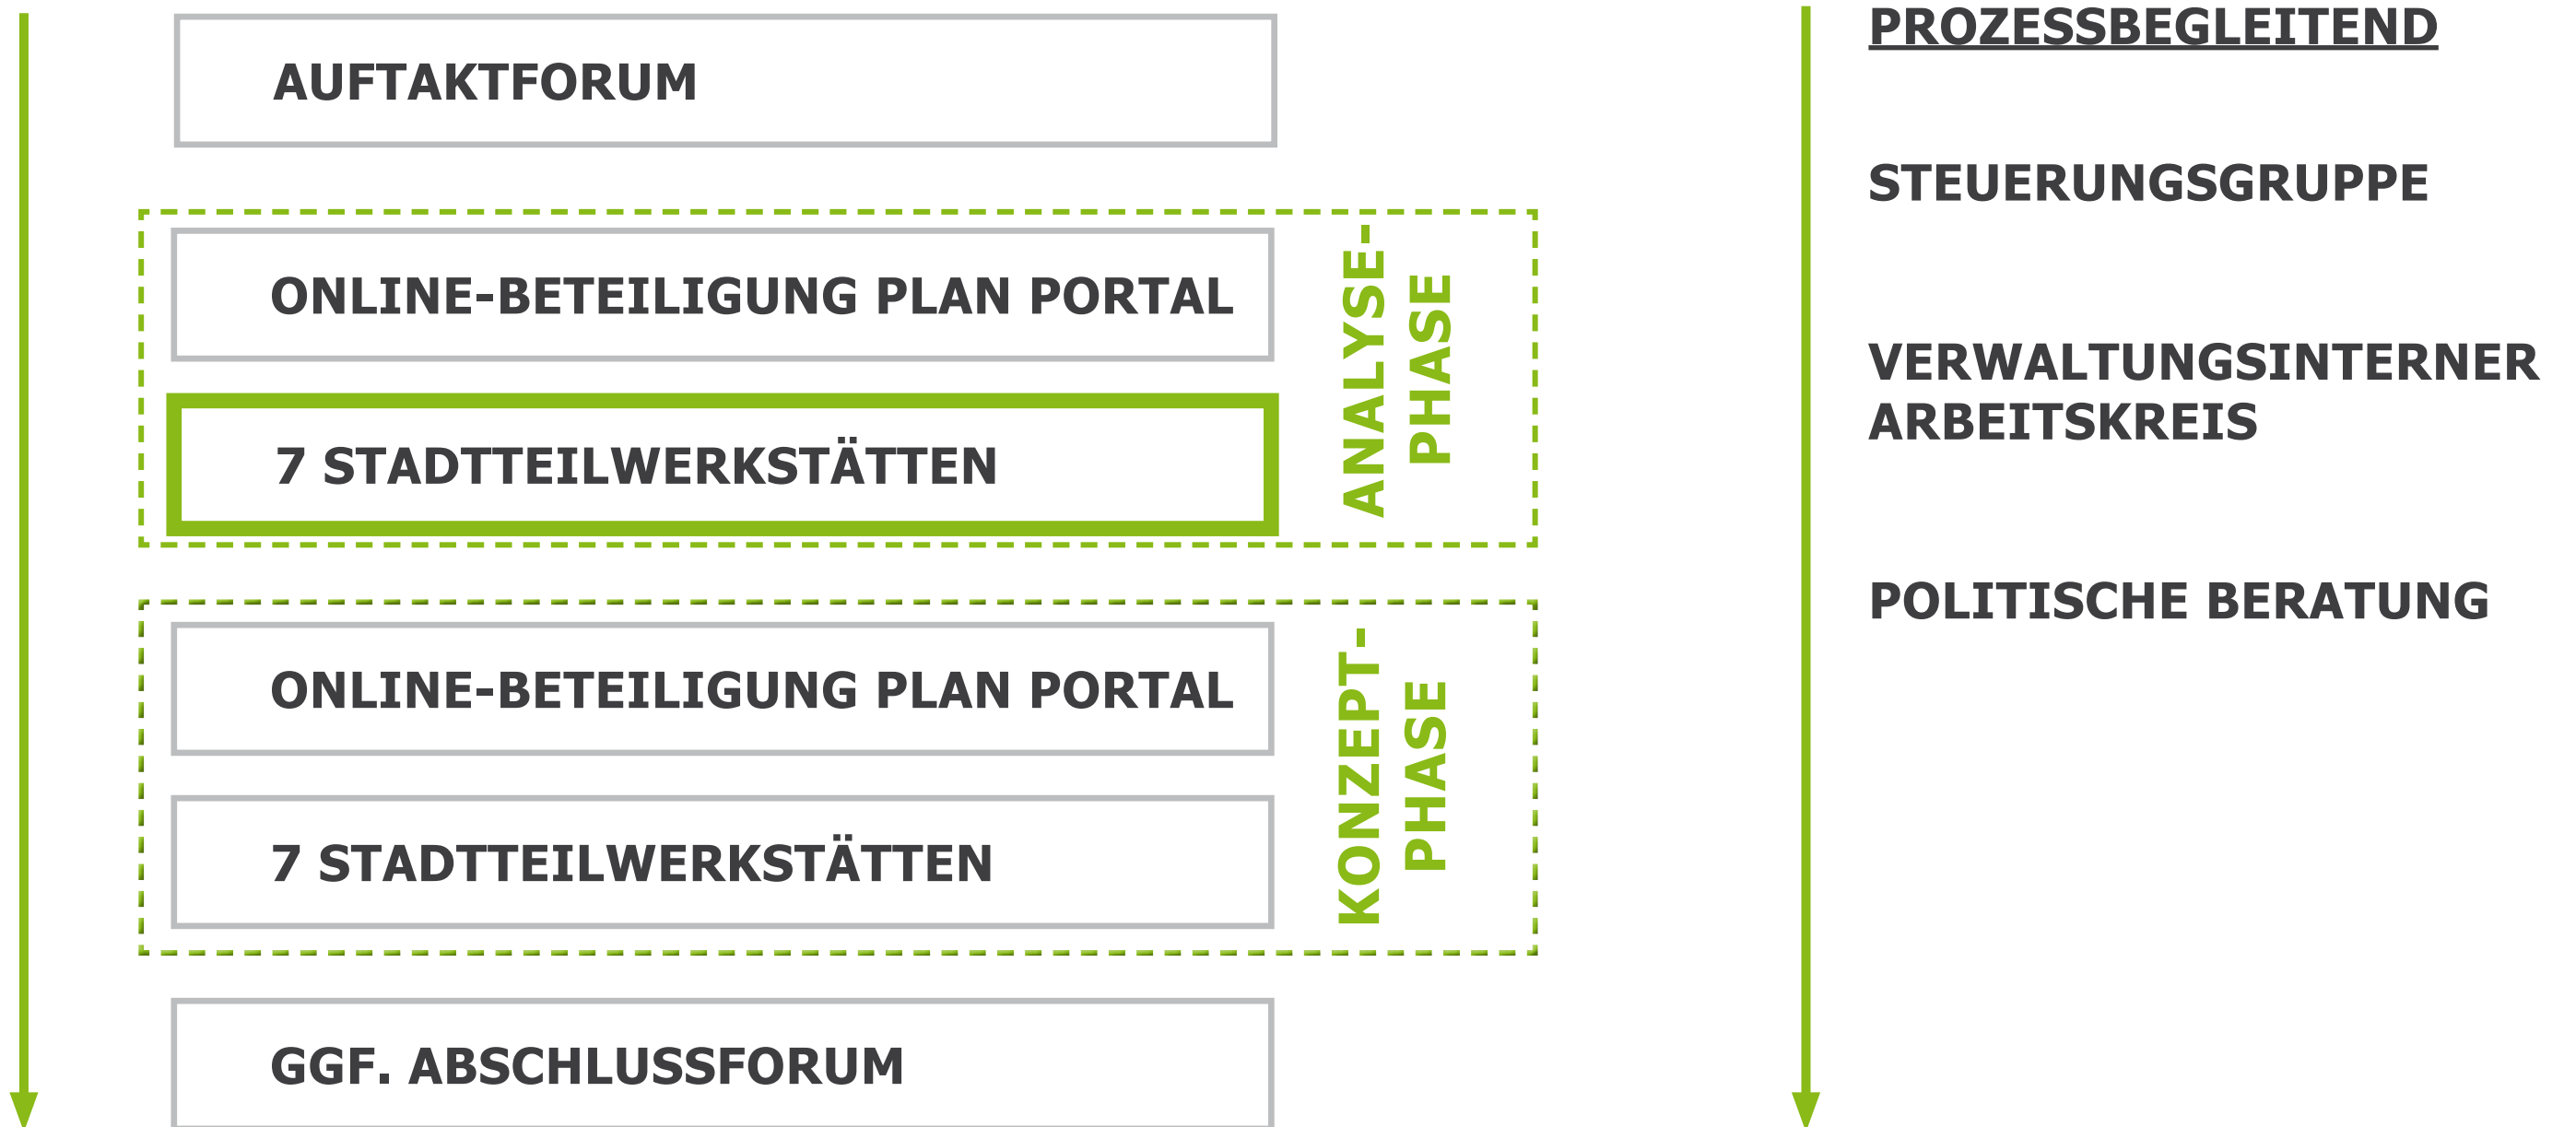 AUFTAKTFORUM
ONLINE-BETEILIGUNG PLAN PORTAL
7 STADTTEILWERKSTÄTTEN
ANALYSE-
PHASE
ONLINE-BETEILIGUNG PLAN PORTAL
7 STADTTEILWERKSTÄTTEN
KONZEPT-
PHASE
GGF. ABSCHLUSSFORUM
PROZESSBEGLEITEND
STEUERUNGSGRUPPE
VERWALTUNGSINTERNER
ARBEITSKREIS
POLITISCHE BERATUNG